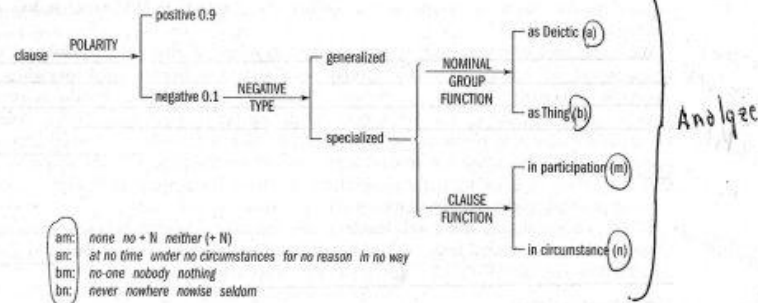 positive 0.9
clause
POLARITY
negative 0.1
NEGATIVE
TYPE
generalized
specialized
NOMINAL
GROUP
FUNCTION
as Deictic (a)
as Thing (b)
CLAUSE
FUNCTION
in participation (m)
in circumstance (n)
Analyze
am: none no + N neither (+ N)
an: at no time under no circumstances for no reason in no way
bm: no-one nobody nothing
bn: never nowhere nowise seldom